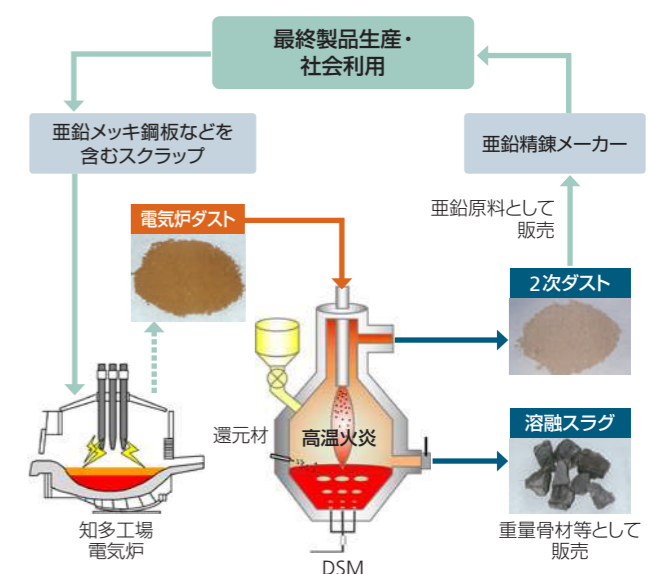 最終製品生産・
社会利用
亜鉛メッキ鋼板などを
含むスクラップ
亜鉛精錬メーカー
亜鉛原料として
販売
電気炉ダスト
2次ダスト
還元材
高温火炎
溶融スラグ
知多工場
電気炉
重量骨材等として
販売
DSM